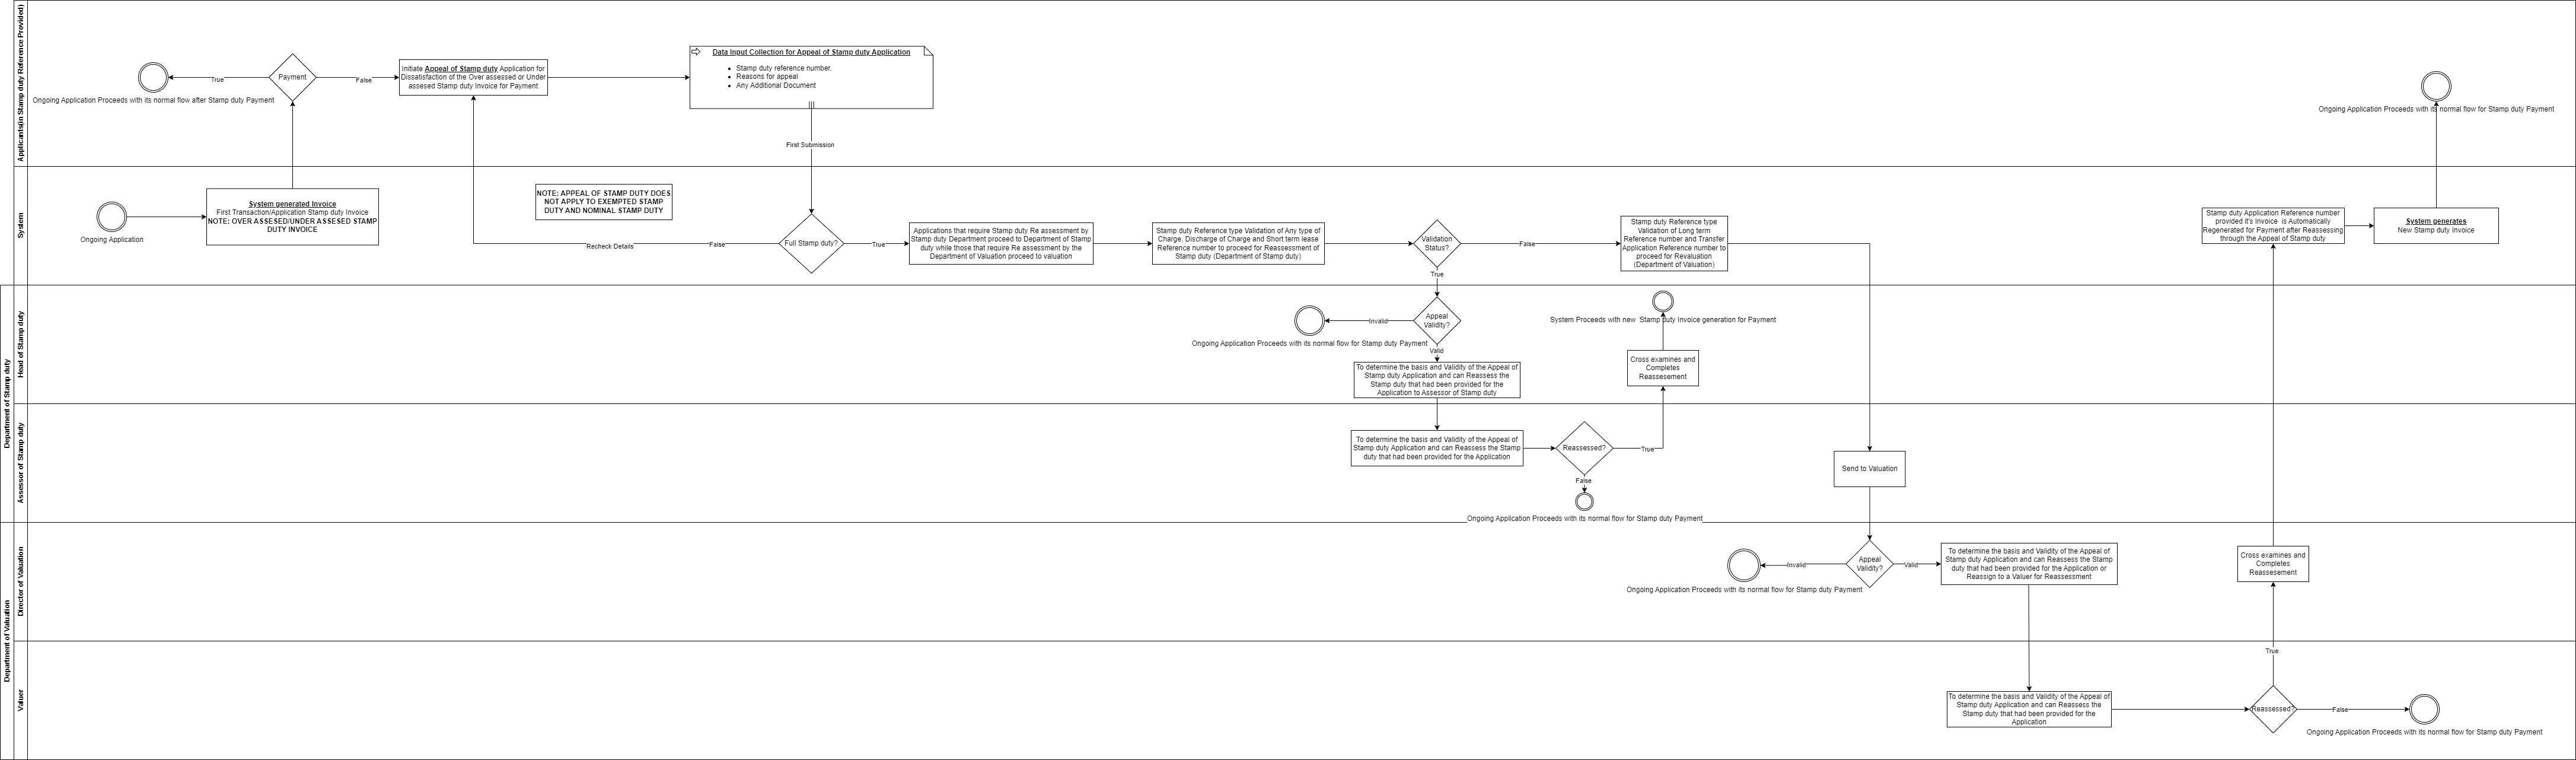 Applicants(in Stamp duty Reference Provided)
Ongoing Application Proceeds with its normal flow after Stamp duty Payment
True
Payment
False
Initiate Appeal of Stamp duty Application for
Dissatisfaction of the Over assessed or Under
assesed Stamp duty Invoice for Payment
Data Input Collection for Appeal of Stamp duty Application
Stamp duty reference number.
Reasons for appeal
Any Additional Document
First Submission
Ongoing Application Proceeds with its normal flow for Stamp duty Payment
System
Ongoing Application
System generated Invoice
First Transaction/Application Stamp duty Invoice
NOTE: OVER ASSESED/UNDER ASSESED STAMP
DUTY INVOICE
NOTE: APPEAL OF STAMP DUTY DOES
NOT APPLY TO EXEMPTED STAMP
DUTY AND NOMINAL STAMP DUTY
Recheck Details
False
Full Stamp duty?
True
Applications that require Stamp duty Re assessment by
Stamp duty Department proceed to Department of Stamp
duty while those that require Re assessment by the
Department of Valuation proceed to valuation
Stamp duty Reference type Validation of Any type of
Charge, Discharge of Charge and Short term lease
Reference number to proceed for Reassessment of
Stamp duty (Department of Stamp duty)
Validation
Status?
False
True
Stamp duty Reference type
Validation of Long term
Reference number and Transfer
Application Reference number to
proceed for Revaluation
(Department of Valuation)
Stamp duty Application Reference number
provided it's Invoice  is Automatically
Regenerated for Payment after Reassessing
through the Appeal of Stamp duty
System generates
New Stamp duty Invoice
Department of Stamp duty
Head of Stamp duty
Ongoing Application Proceeds with its normal flow for Stamp duty Payment
Invalid
Appeal
Validity?
Valid
To determine the basis and Validity of the Appeal of
Stamp duty Application and can Reassess the
Stamp duty that had been provided for the
Application to Assessor of Stamp duty
System Proceeds with new  Stamp duty Invoice generation for Payment
Cross examines and
Completes
Reassesement
Assessor of Stamp duty
To determine the basis and Validity of the Appeal of
Stamp duty Application and can Reassess the Stamp
duty that had been provided for the Application
Reassessed?
True
False
Ongoing Application Proceeds with its normal flow for Stamp duty Payment
Send to Valuation
Department of Valuation
Director of Valuation
Ongoing Application Proceeds with its normal flow for Stamp duty Payment
Invalid
Appeal
Validity?
Valid
To determine the basis and Validity of the Appeal of
Stamp duty Application and can Reassess the Stamp
duty that had been provided for the Application or
Reassign to a Valuer for Reassessment
Cross examines and
Completes
Reassesement
Valuer
To determine the basis and Validity of the Appeal of
Stamp duty Application and can Reassess the
Stamp duty that had been provided for the
Application
True
Reassessed?
False
Ongoing Application Proceeds with its normal flow for Stamp duty Payment